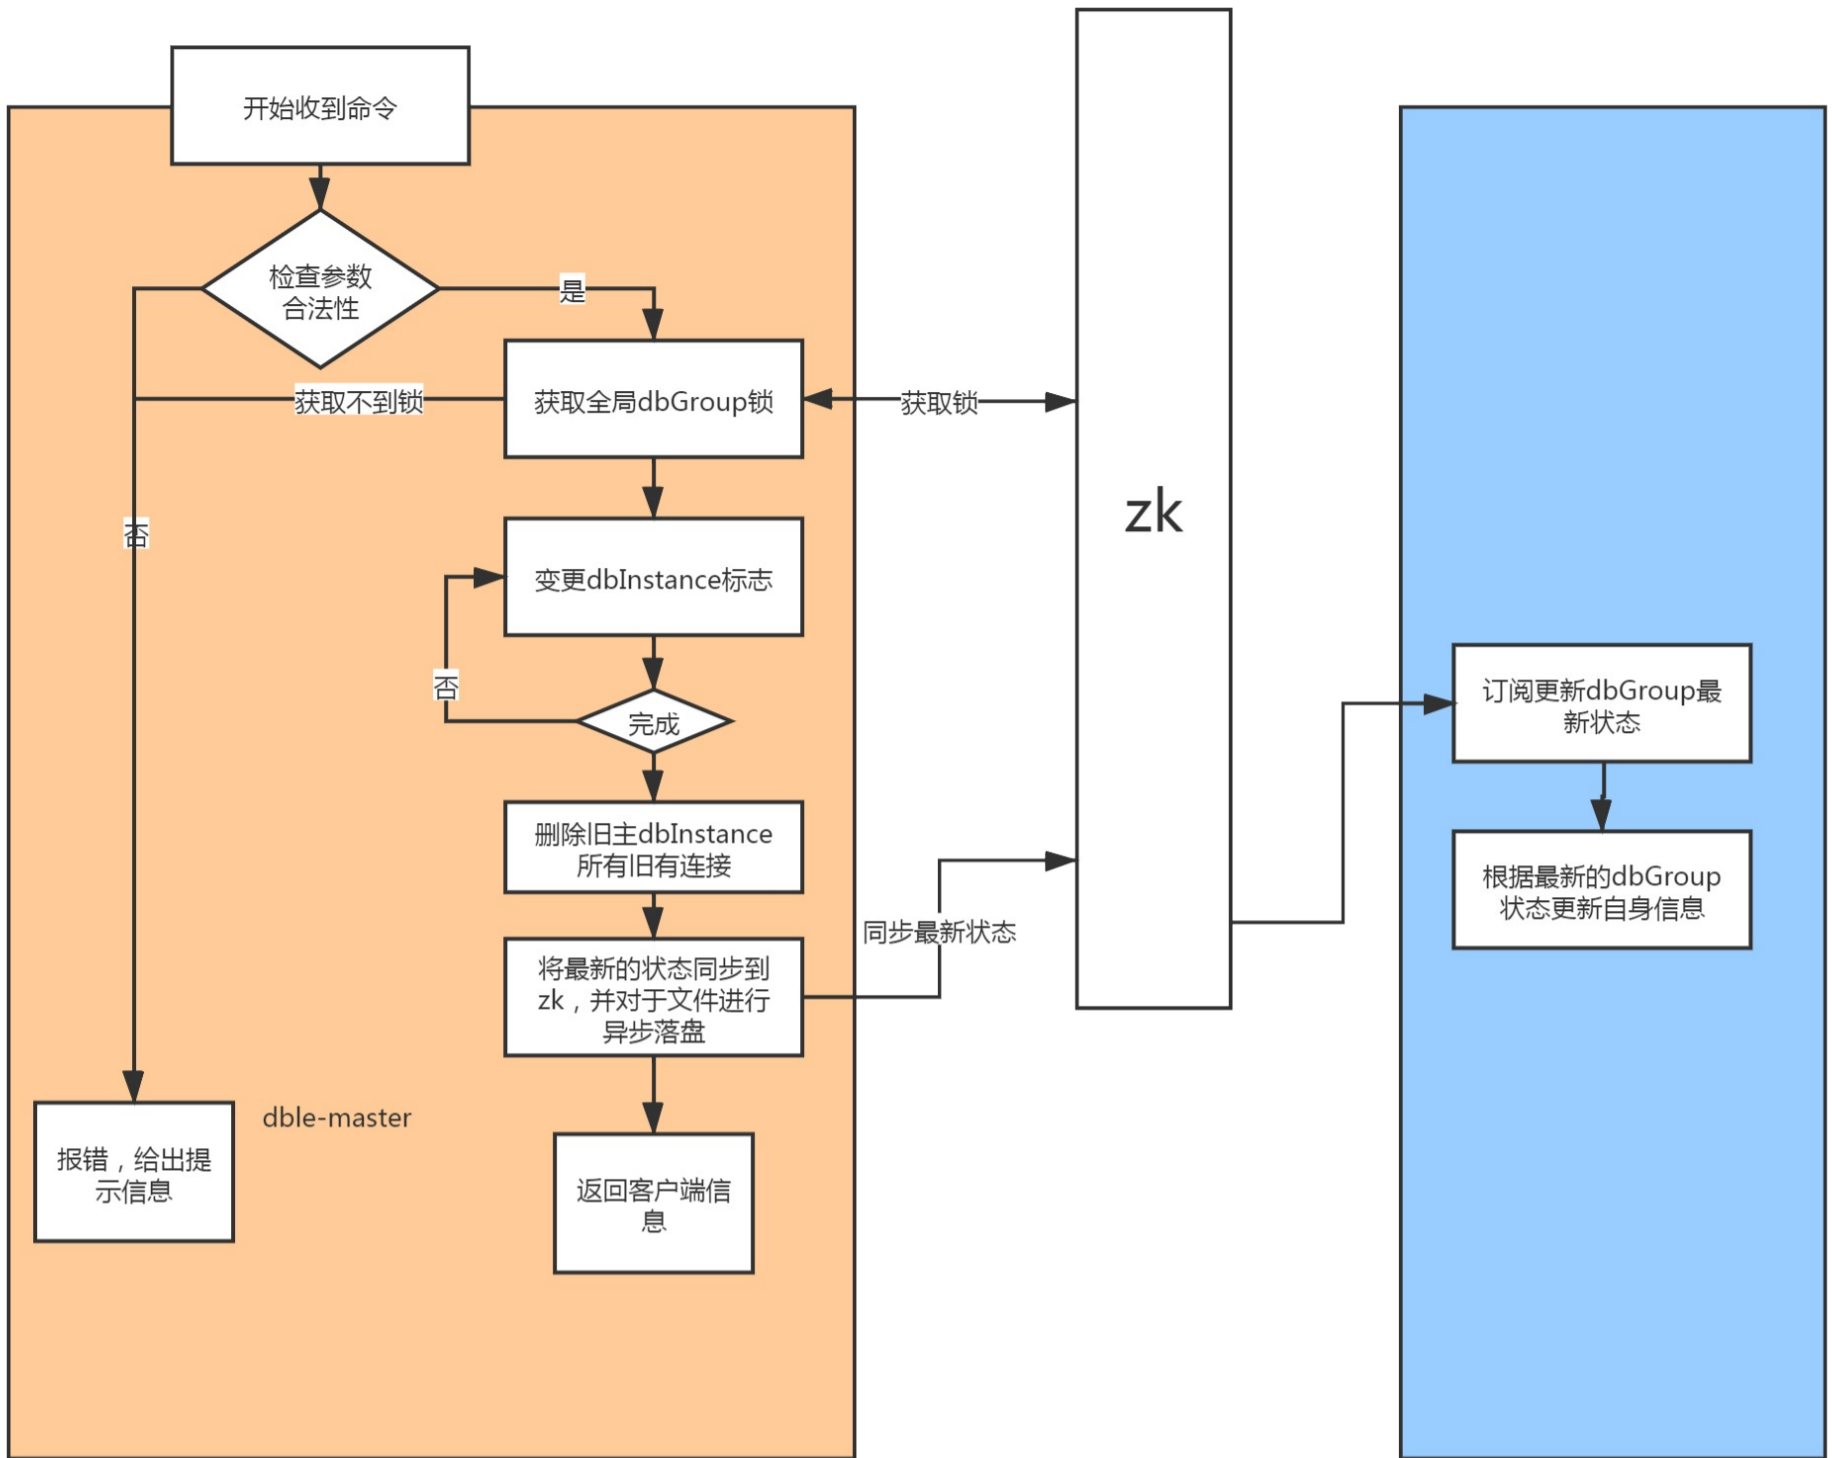 开始收到命令
检查参数
合法性
是
获取不到锁
获取全局dbGroup锁
获取锁
zk
否
变更dbInstance标志
否
完成
删除旧主dbInstance
所有旧有连接
同步最新状态
将最新的状态同步到
zk，并对于文件进行
异步落盘
报错，给出提
示信息
dble-master
返回客户端信
息
订阅更新dbGroup最
新状态
根据最新的dbGroup
状态更新自身信息